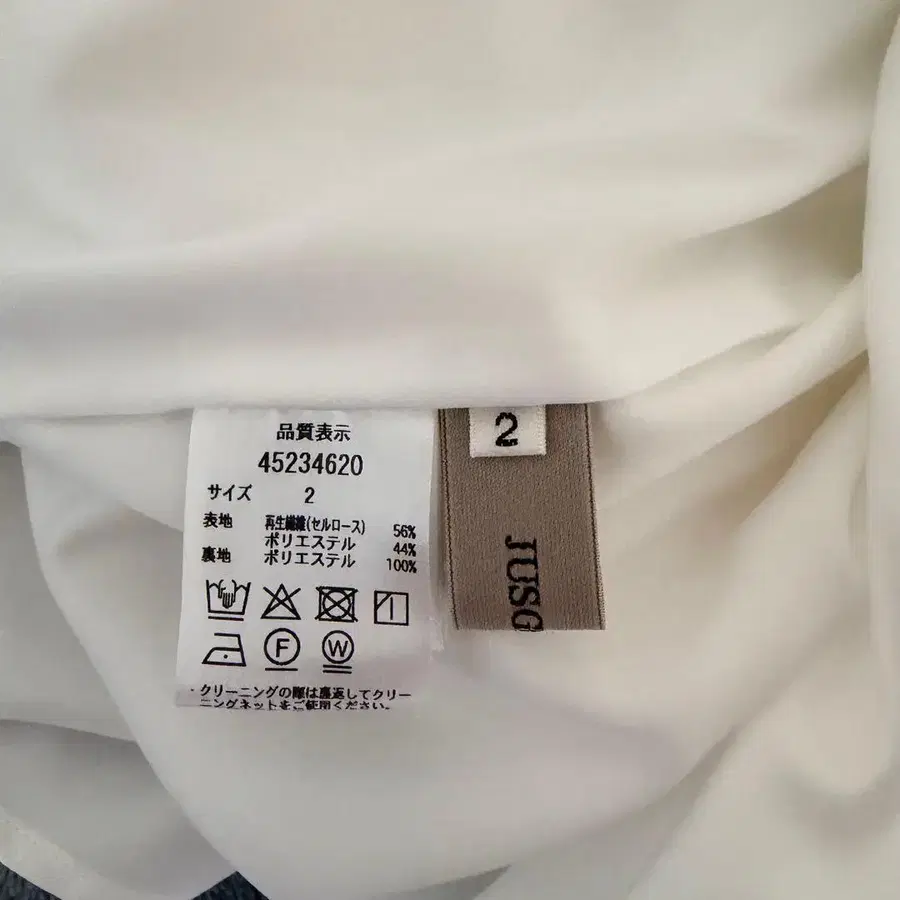 品質表示
45234620
サイズ 2
表地 再生繊維(セルロース) 56%
ポリエステル 44%
裏地 ポリエステル 100%
F
W
・クリーニングの際は裏返してクリー
ニングネットをご使用ください。
2
JUSG